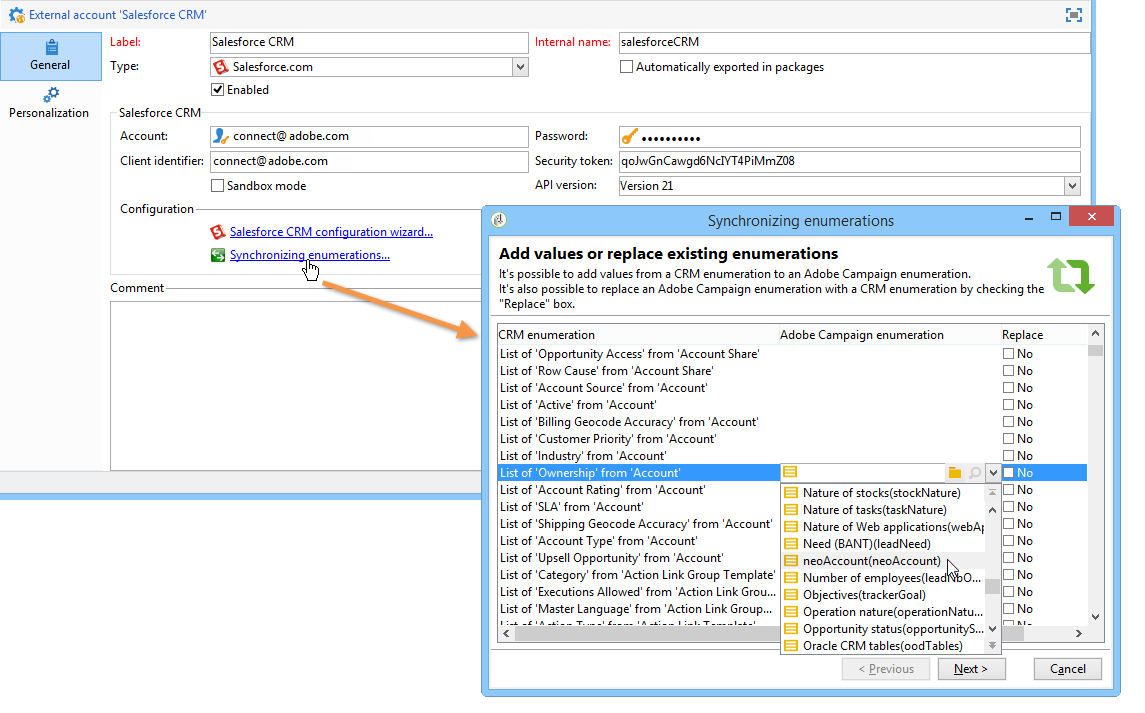 External account 'Salesforce CRM'
General
Personalization
Label: Salesforce CRM Internal name: salesforceCRM
Type: Salesforce.com Automatically exported in packages
Enabled
Salesforce CRM
Account: connect@adobe.com Password: ••••••••••
Client identifier: connect@adobe.com Security token: qoJwGnCawgd6NcIYT4PiMmZ08
Sandbox mode API version: Version 21
Configuration
Salesforce CRM configuration wizard...
Synchronizing enumerations...
Comment
Synchronizing enumerations
Add values or replace existing enumerations
It's possible to add values from a CRM enumeration to an Adobe Campaign enumeration.
It's also possible to replace an Adobe Campaign enumeration with a CRM enumeration by checking the
"Replace" box.
CRM enumeration Adobe Campaign enumeration Replace
List of 'Opportunity Access' from 'Account Share' No
List of 'Row Cause' from 'Account Share' No
List of 'Account Source' from 'Account' No
List of 'Active' from 'Account' No
List of 'Billing Geocode Accuracy' from 'Account' No
List of 'Customer Priority' from 'Account' No
List of 'Industry' from 'Account' No
List of 'Ownership' from 'Account' No
List of 'Account Rating' from 'Account' No
List of 'SLA' from 'Account' No
List of 'Shipping Geocode Accuracy' from 'Account' No
List of 'Account Type' from 'Account' No
List of 'Upsell Opportunity' from 'Account' No
List of 'Category' from 'Action Link Group Template' No
List of 'Executions Allowed' from 'Action Link Grou... No
List of 'Master Language' from 'Action Link Group... No
List of 'Action Type' from 'Action Link Template' No
Nature of stocks(stockNature)
Nature of tasks(taskNature)
Nature of Web applications(webAp
Need (BANT)(leadNeed)
neoAccount(neoAccount)
Number of employees(leadNbO...
Objectives(trackerGoal)
Operation nature(operationNatu...
Opportunity status(opportunityS...
Oracle CRM tables(oodTables)
< Previous Next > Cancel